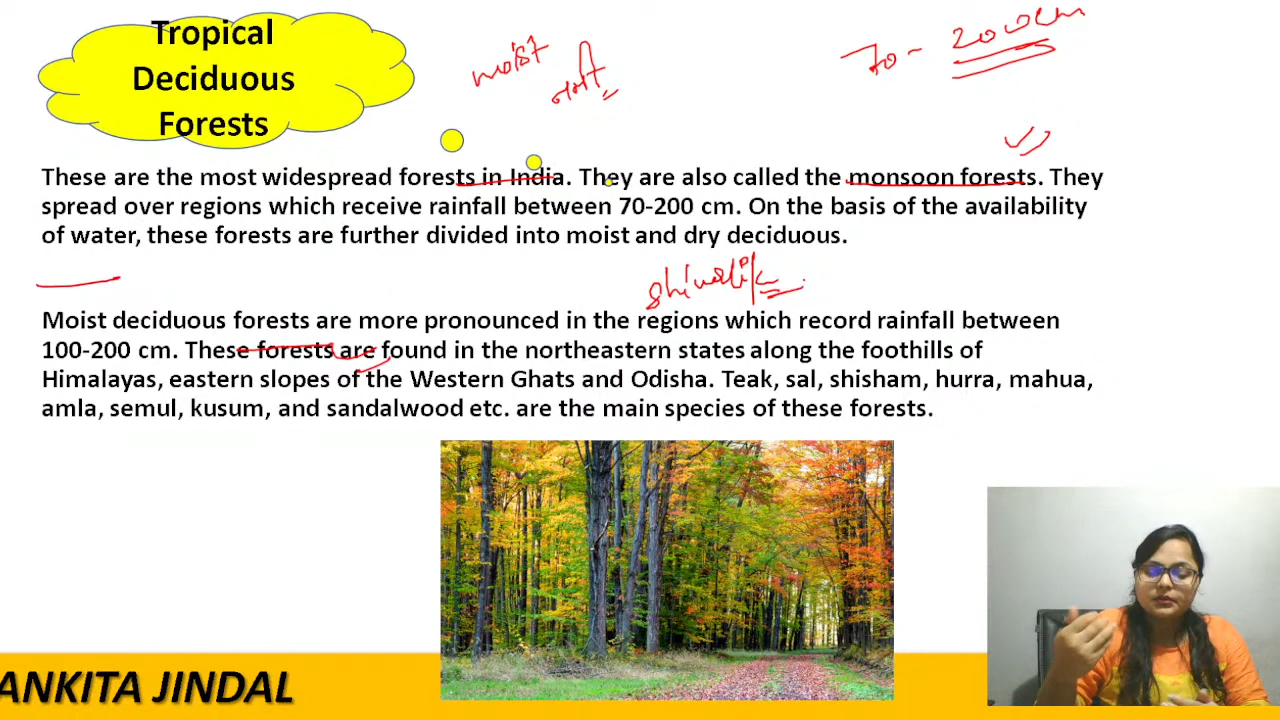 Tropical
Deciduous
Forests
moist
70 - 200cm
These are the most widespread forests in India. They are also called the monsoon forests. They
spread over regions which receive rainfall between 70-200 cm. On the basis of the availability
of water, these forests are further divided into moist and dry deciduous.
shivalik
Moist deciduous forests are more pronounced in the regions which record rainfall between
100-200 cm. These forests are found in the northeastern states along the foothills of
Himalayas, eastern slopes of the Western Ghats and Odisha. Teak, sal, shisham, hurra, mahua,
amla, semul, kusum, and sandalwood etc. are the main species of these forests.
ANKITA JINDAL